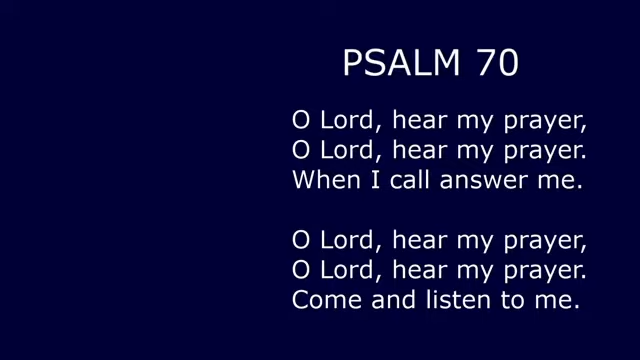 PSALM 70
O Lord, hear my prayer,
O Lord, hear my prayer.
When I call answer me.
O Lord, hear my prayer,
O Lord, hear my prayer.
Come and listen to me.